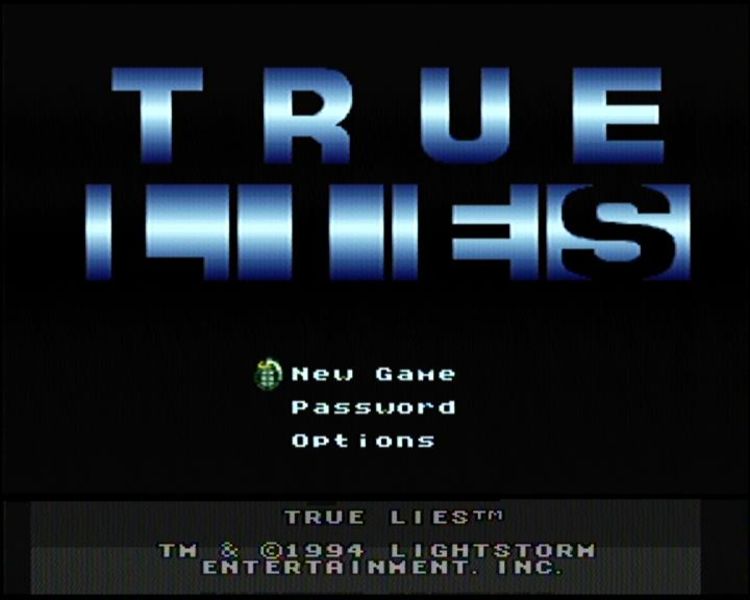 TRUE
LIES
New Game
Password
Options
TRUE LIES™
TM & ©1994 LIGHTSTORM
ENTERTAINMENT. INC.